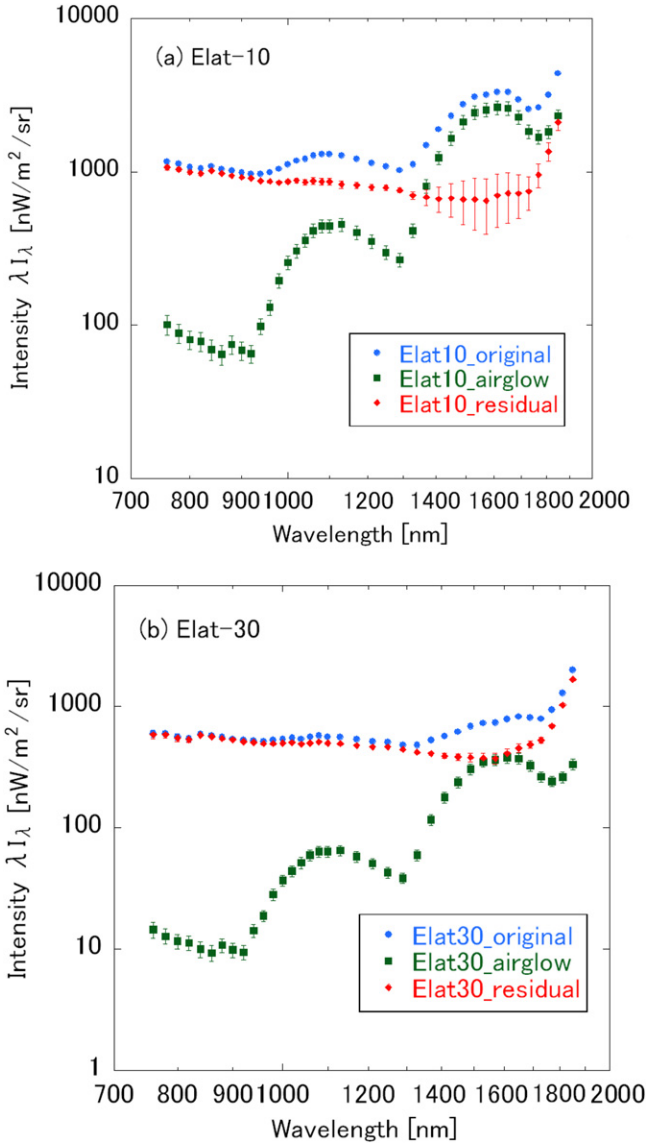 10000
(a) Elat-10
1000
100
10
Intensity λIλ [nW/m²/sr]
Elat10_original
Elat10_airglow
Elat10_residual
700 800 900 1000 1200 1400 1600 1800 2000
Wavelength [nm]
10000
(b) Elat-30
1000
100
10
1
Intensity λIλ [nW/m²/sr]
Elat30_original
Elat30_airglow
Elat30_residual
700 800 900 1000 1200 1400 1600 1800 2000
Wavelength [nm]